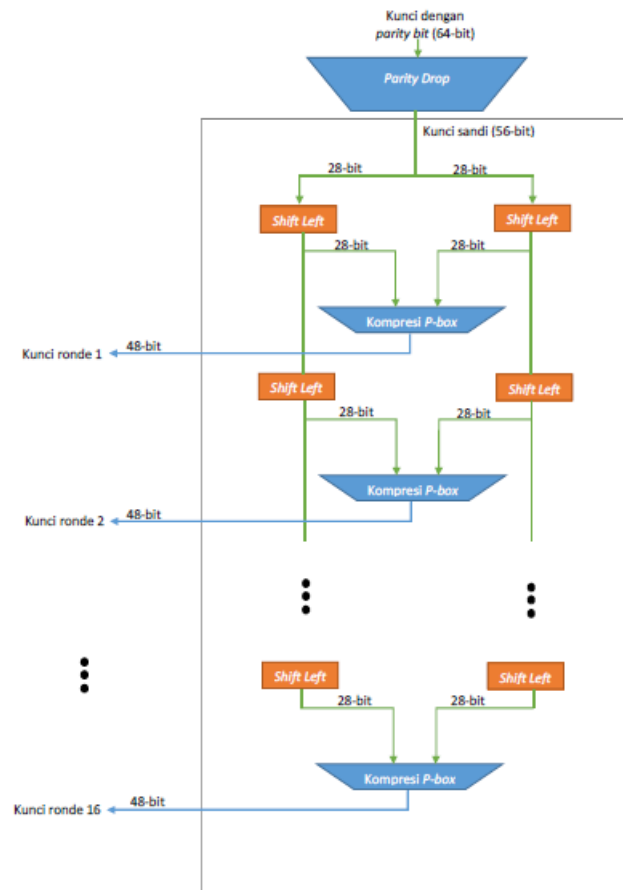 Kunci dengan
parity bit (64-bit)
Parity Drop
Kunci sandi (56-bit)
28-bit 28-bit
Shift Left Shift Left
28-bit 28-bit
Kompresi P-box
Kunci ronde 1 48-bit
Shift Left Shift Left
28-bit 28-bit
Kompresi P-box
Kunci ronde 2 48-bit
Shift Left Shift Left
28-bit 28-bit
Kompresi P-box
Kunci ronde 16 48-bit